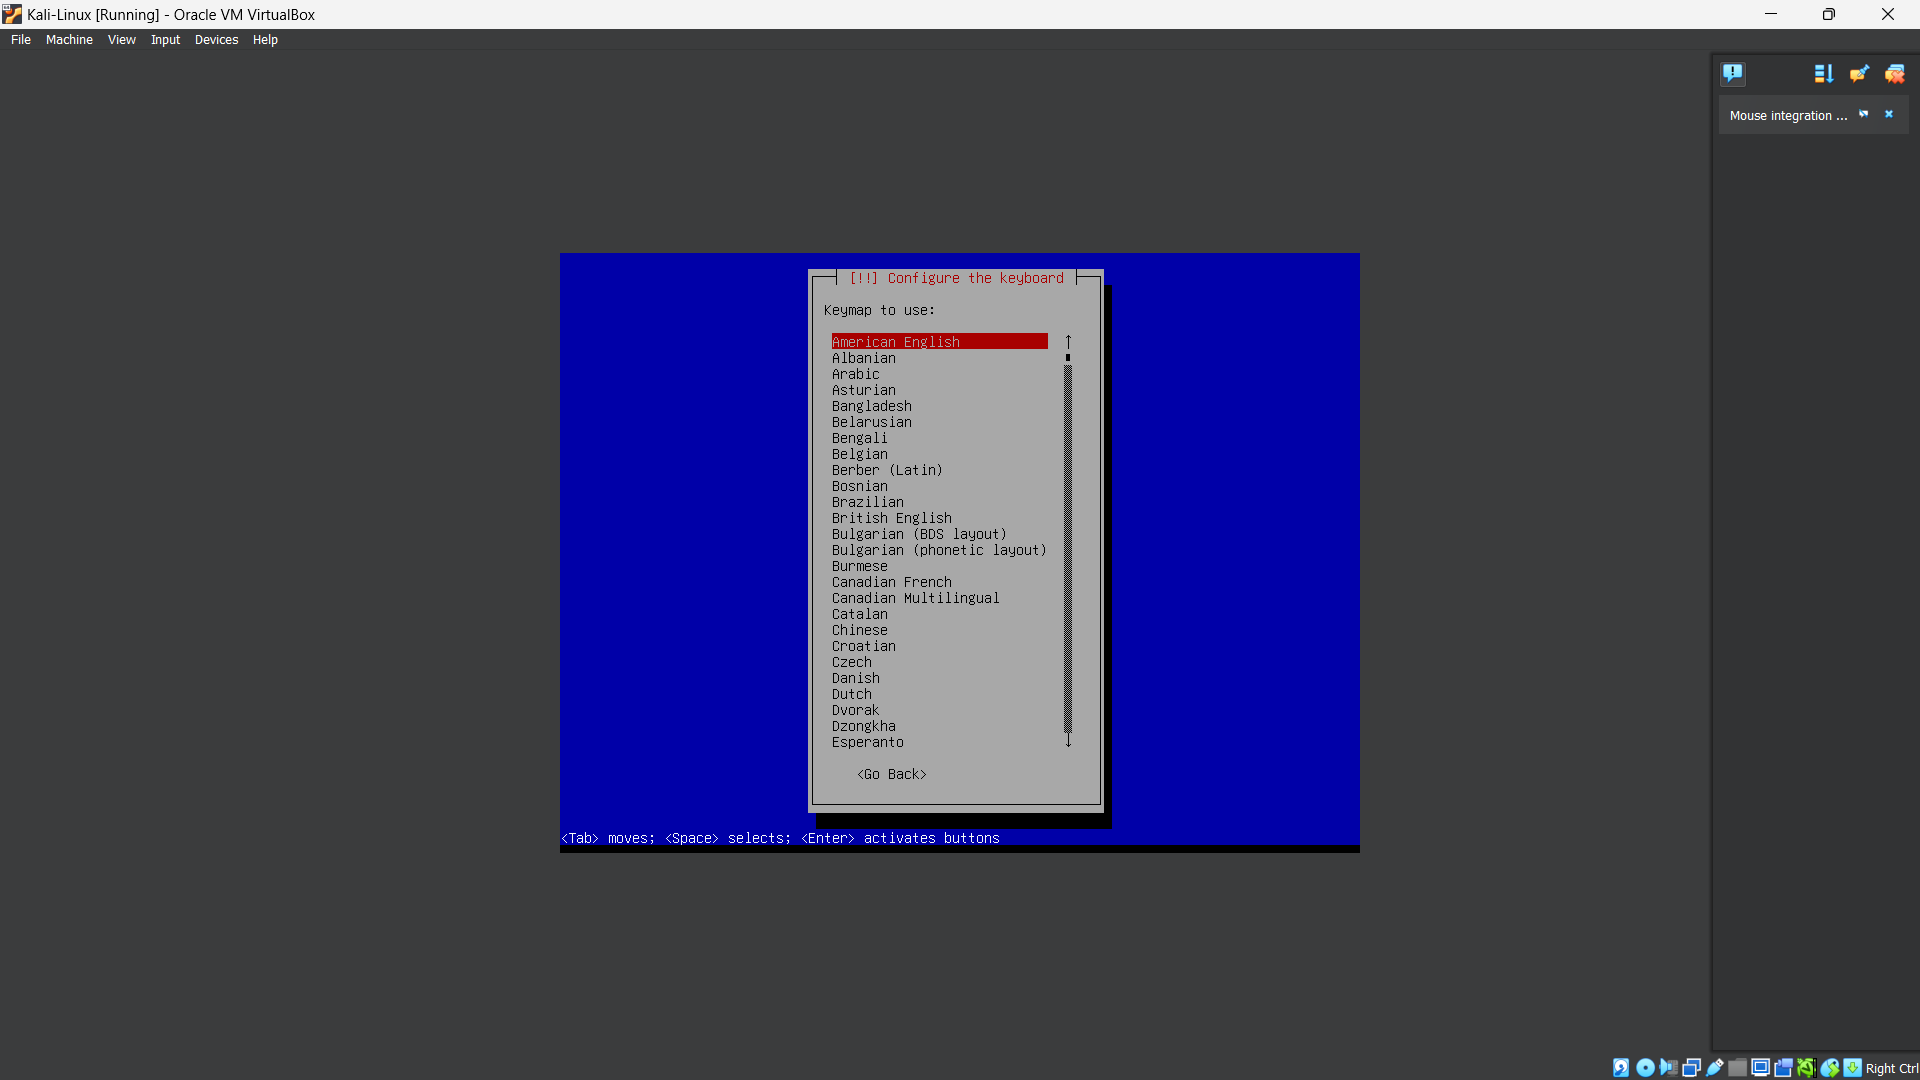 Kali-Linux [Running] - Oracle VM VirtualBox
File Machine View Input Devices Help
Mouse integration ...
[!!] Configure the keyboard
Keymap to use:
American English
Albanian
Arabic
Asturian
Bangladesh
Belarusian
Bengali
Belgian
Berber (Latin)
Bosnian
Brazilian
British English
Bulgarian (BDS layout)
Bulgarian (phonetic layout)
Burmese
Canadian French
Canadian Multilingual
Catalan
Chinese
Croatian
Czech
Danish
Dutch
Dvorak
Dzongkha
Esperanto
<Go Back>
<Tab> moves; <Space> selects; <Enter> activates buttons
Right Ctrl